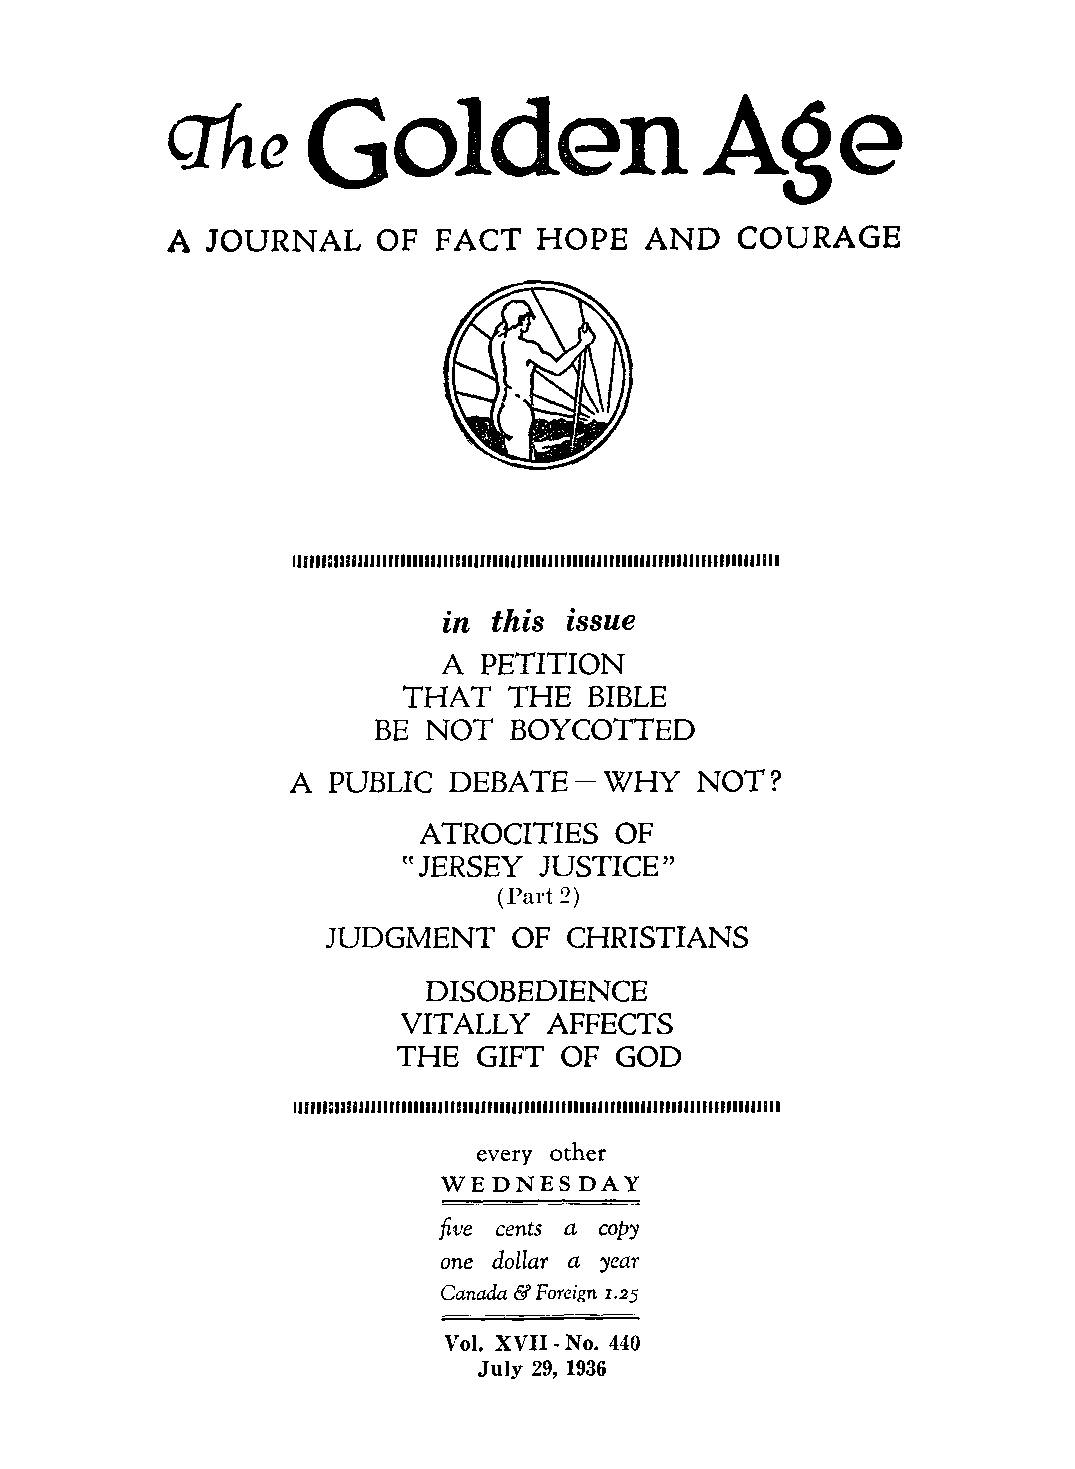 The Golden Age
A JOURNAL OF FACT HOPE AND COURAGE
in this issue
A PETITION
THAT THE BIBLE
BE NOT BOYCOTTED
A PUBLIC DEBATE — WHY NOT?
ATROCITIES OF
"JERSEY JUSTICE"
(Part 2)
JUDGMENT OF CHRISTIANS
DISOBEDIENCE
VITALLY AFFECTS
THE GIFT OF GOD
every other
WEDNESDAY
five cents a copy
one dollar a year
Canada & Foreign 1.25
Vol. XVII - No. 440
July 29, 1936